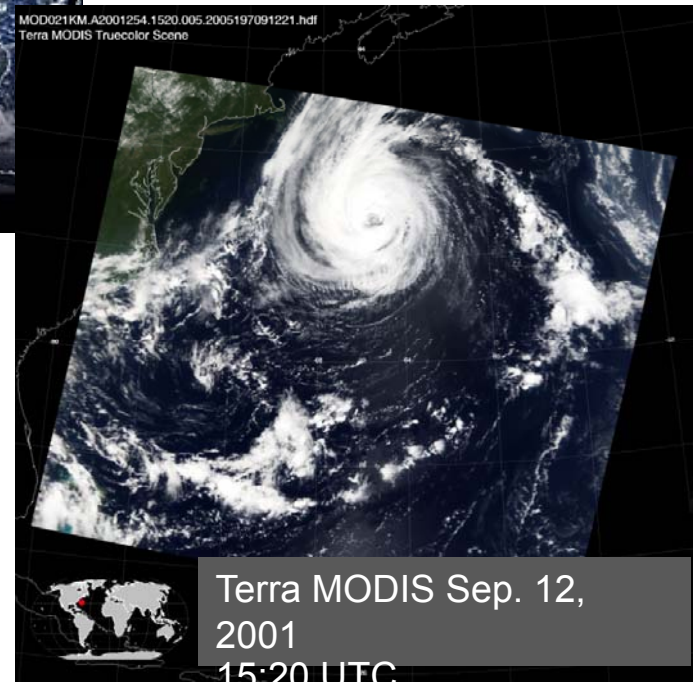 MOD021KM.A2001254.1520.005.2005197091221.hdf
Terra MODIS Truecolor Scene
Terra MODIS Sep. 12,
2001
15:20 UTC